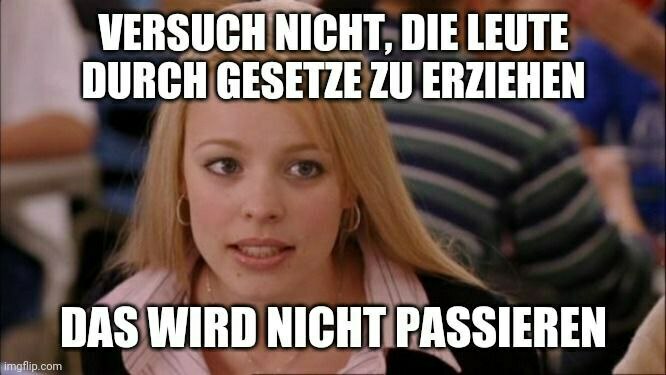 VERSUCH NICHT, DIE LEUTE
DURCH GESETZE ZU ERZIEHEN
DAS WIRD NICHT PASSIEREN
imgflip.com